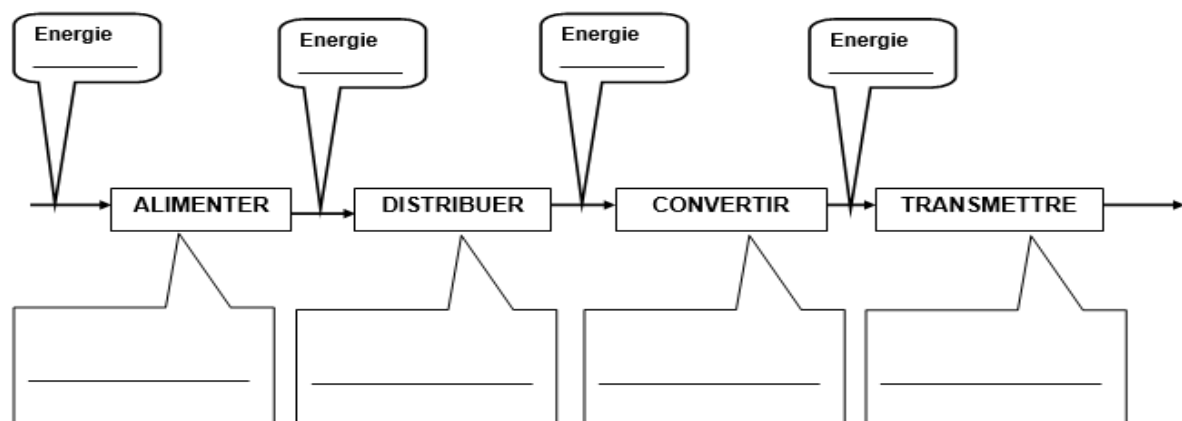 Energie
Energie
Energie
Energie
ALIMENTER
DISTRIBUER
CONVERTIR
TRANSMETTRE